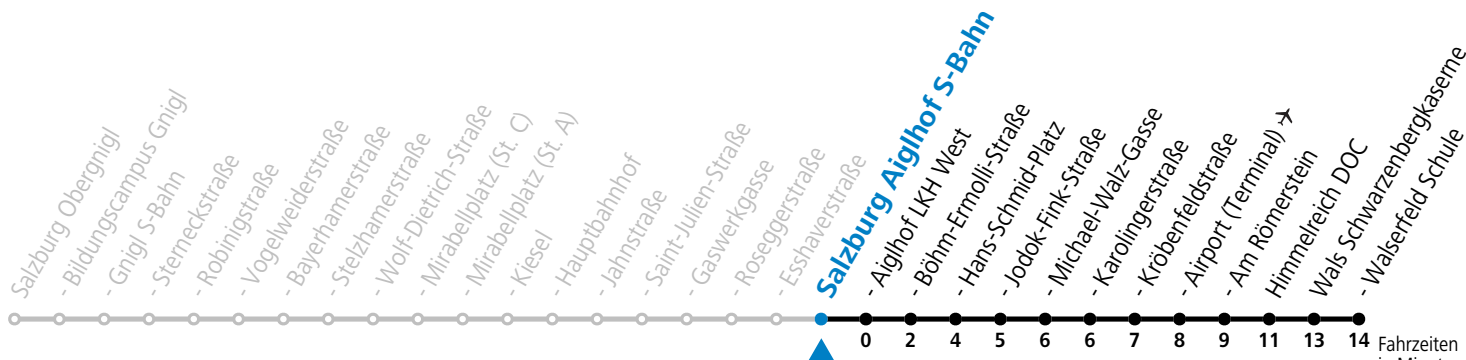 Salzburg Obergnigl
- Bildungscampus Gnigl
- Gnigl S-Bahn
- Sterneckstraße
- Robinigstraße
- Vogelweiderstraße
- Bayerhamerstraße
- Stelzhamerstraße
- Wolf-Dietrich-Straße
- Mirabellplatz (St. C)
- Mirabellplatz (St. A)
- Kiesel
- Hauptbahnhof
- Jahnstraße
- Saint-Julien-Straße
- Gaswerkgasse
- Roseggerstraße
- Esshaverstraße
Salzburg Aiglhof S-Bahn
- Aiglhof LKH West
- Böhm-Ermolli-Straße
- Hans-Schmid-Platz
- Jodok-Fink-Straße
- Michael-Walz-Gasse
- Karolingerstraße
- Kröbenfeldstraße
- Airport (Terminal)
- Am Römerstein
Himmelreich DOC
Wals Schwarzenbergkaserne
- Walserfeld Schule
0 2 4 5 6 6 7 8 9 11 13 14 Fahrzeiten